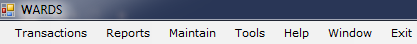 WARDS
Transactions Reports Maintain Tools Help Window Exit